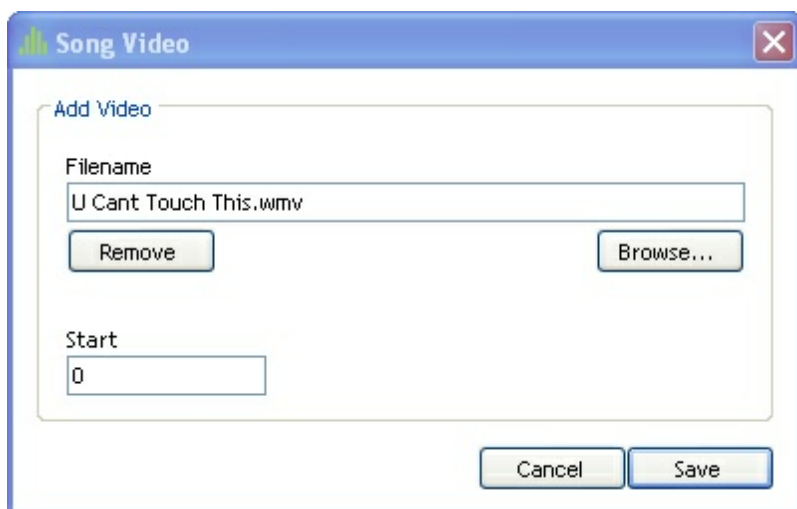 Song Video
Add Video
Filename
U Cant Touch This.wmv
Remove Browse...
Start
0
Cancel Save